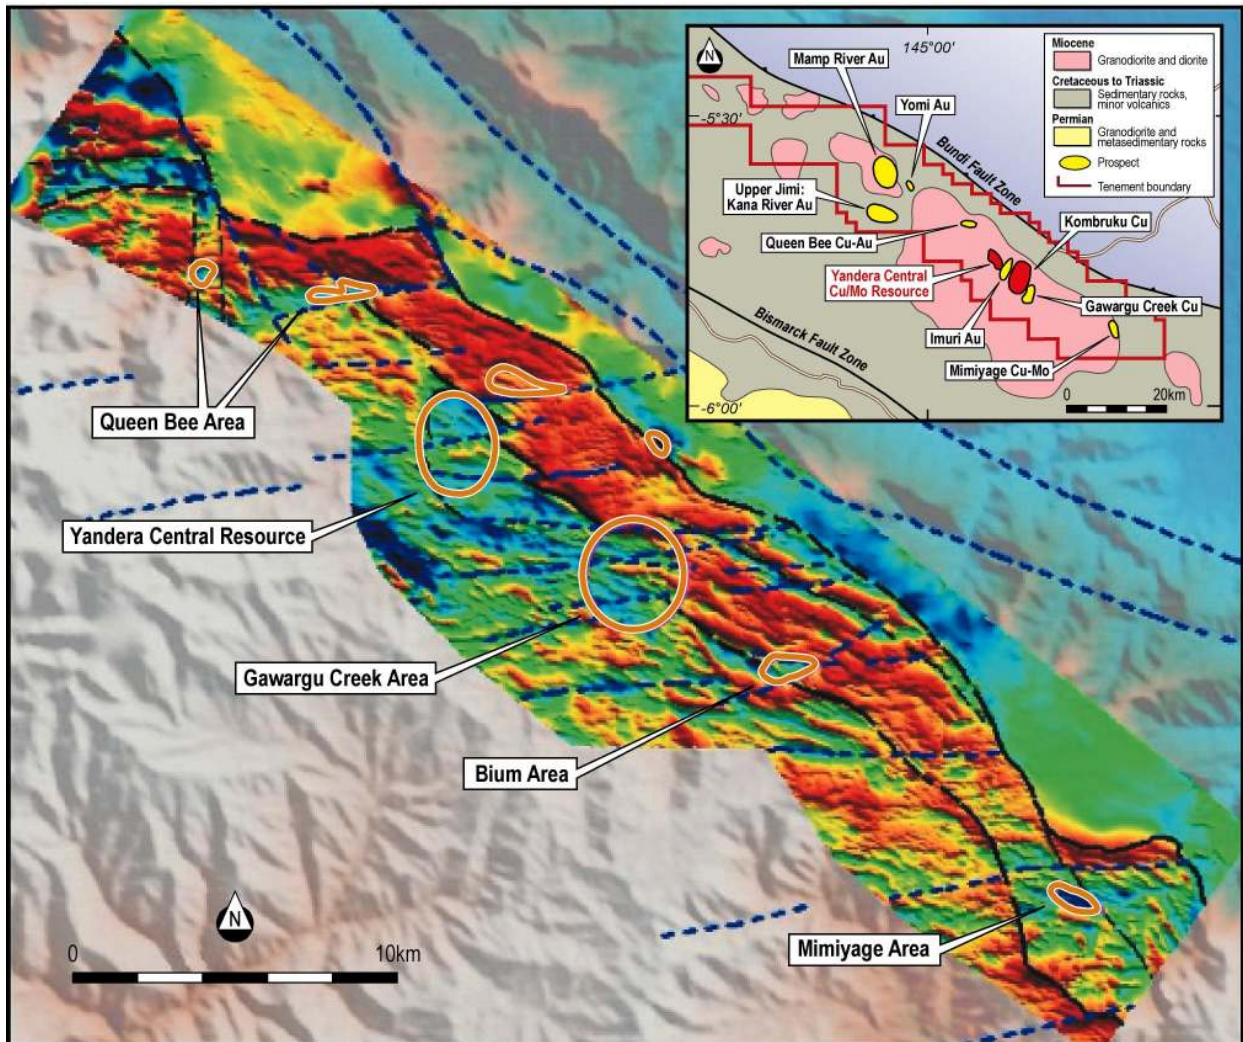 Queen Bee Area
Yandera Central Resource
Gawargu Creek Area
Bium Area
Mimiyage Area
N
0
10km
N
145°00'
-5°30'
-6°00'
Mamp River Au
Yomi Au
Bundi Fault Zone
Upper Jimi:
Kana River Au
Queen Bee Cu-Au
Kombruku Cu
Yandera Central
Cu/Mo Resource
Gawargu Creek Cu
Imuri Au
Mimiyage Cu-Mo
Bismarck Fault Zone
0
20km
Miocene
Granodiorite and diorite
Cretaceous to Triassic
Sedimentary rocks,
minor volcanics
Permian
Granodiorite and
metasedimentary rocks
Prospect
Tenement boundary